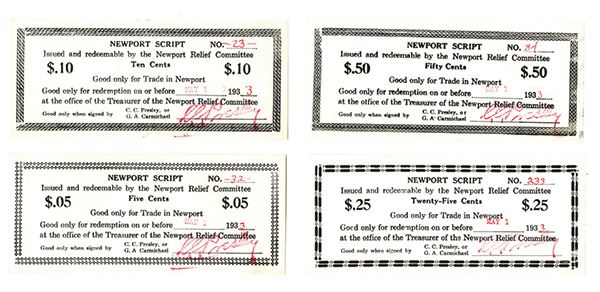 NEWPORT SCRIPT NO. -23-
Issued and redeemable by the Newport Relief Committee
$.10 Ten Cents $.10
Good only for Trade in Newport
Good only for redemption on or before MAY 1 1933
at the office of the Treasurer of the Newport Relief Committee
Good only when signed by C. C. Presley, or
G. A. Carmichael
NEWPORT SCRIPT NO. 31
Issued and redeemable by the Newport Relief Committee
$.50 Fifty Cents $.50
Good only for Trade in Newport
Good only for redemption on or before MAY 1 1933
at the office of the Treasurer of the Newport Relief Committee
Good only when signed by C. C. Presley, or
G. A. Carmichael
NEWPORT SCRIPT NO. -32-
Issued and redeemable by the Newport Relief Committee
$.05 Five Cents $.05
Good only for Trade in Newport
Good only for redemption on or before MAY 1 1933
at the office of the Treasurer of the Newport Relief Committee
Good only when signed by C. C. Presley, or
G. A. Carmichael
NEWPORT SCRIPT NO. 233
Issued and redeemable by the Newport Relief Committee
$.25 Twenty-Five Cents $.25
Good only for Trade in Newport
Good only for redemption on or before MAY 1 1933
at the office of the Treasurer of the Newport Relief Committee
Good only when signed by C. C. Presley, or
G. A. Carmichael